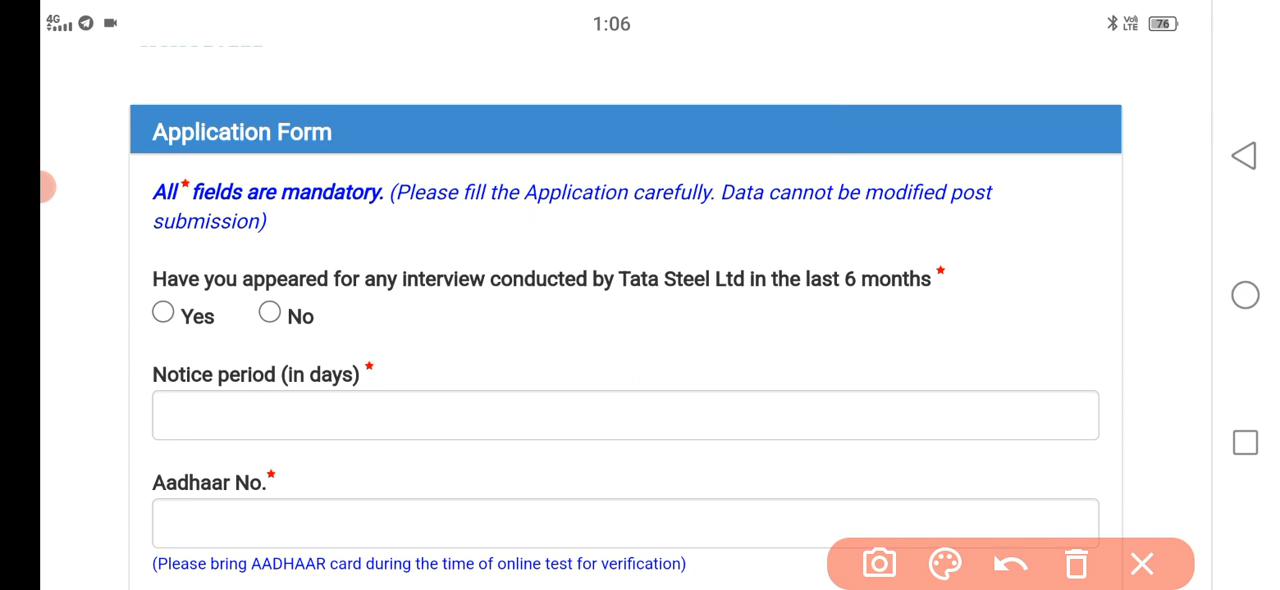 4G
1:06
Vo)
LTE
76
Application Form
All * fields are mandatory. (Please fill the Application carefully. Data cannot be modified post
submission)
Have you appeared for any interview conducted by Tata Steel Ltd in the last 6 months *
Yes No
Notice period (in days) *
Aadhaar No.*
(Please bring AADHAAR card during the time of online test for verification)